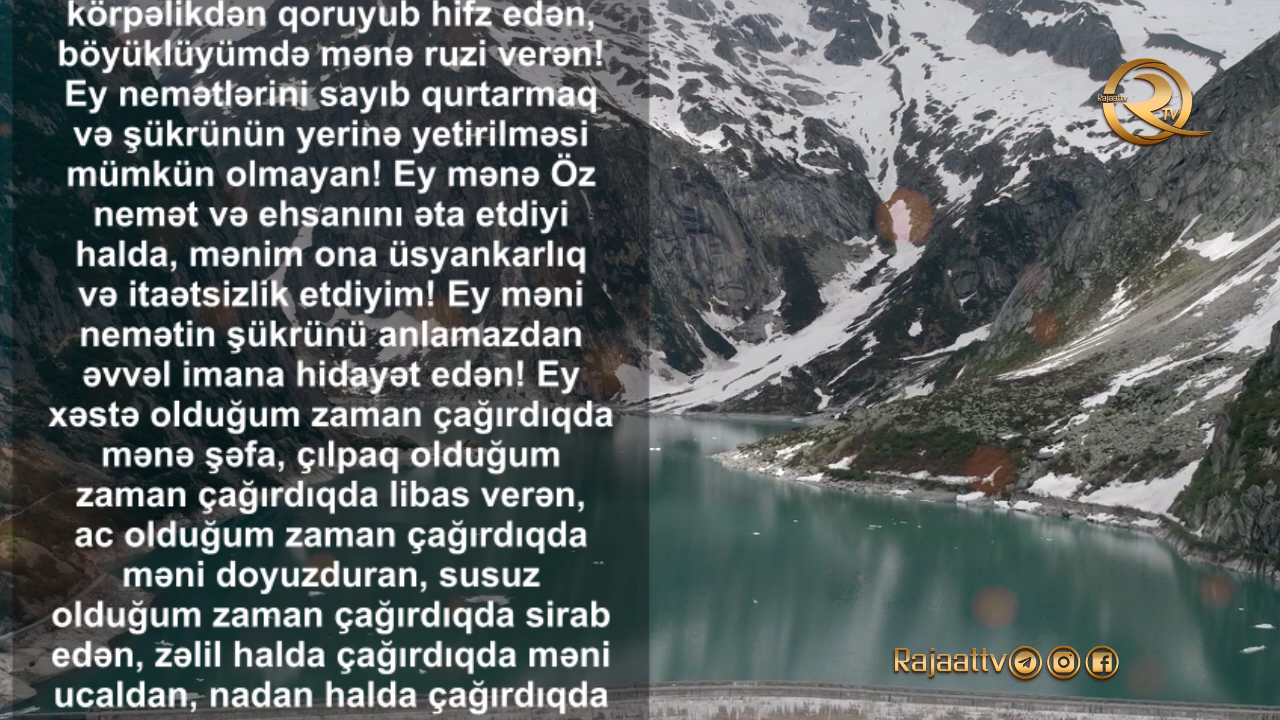 körpəlikdən qoruyub hifz edən,
böyüklüyümdə mənə ruzi verən!
Ey nemətlərini sayıb qurtarmaq
və şükrünün yerinə yetirilməsi
mümkün olmayan! Ey mənə Öz
nemət və ehsanını əta etdiyi
halda, mənim ona üsyankarlıq
və itaətsizlik etdiyim! Ey məni
nemətin şükrünü anlamazdan
əvvəl imana hidayət edən! Ey
xəstə olduğum zaman çağırdıqda
mənə şəfa, çılpaq olduğum
zaman çağırdıqda libas verən,
ac olduğum zaman çağırdıqda
məni doyuzduran, susuz
olduğum zaman çağırdıqda sirab
edən, zəlil halda çağırdıqda məni
ucaldan, nadan halda çağırdıqda
Rajaattv
TV
Rajaattv